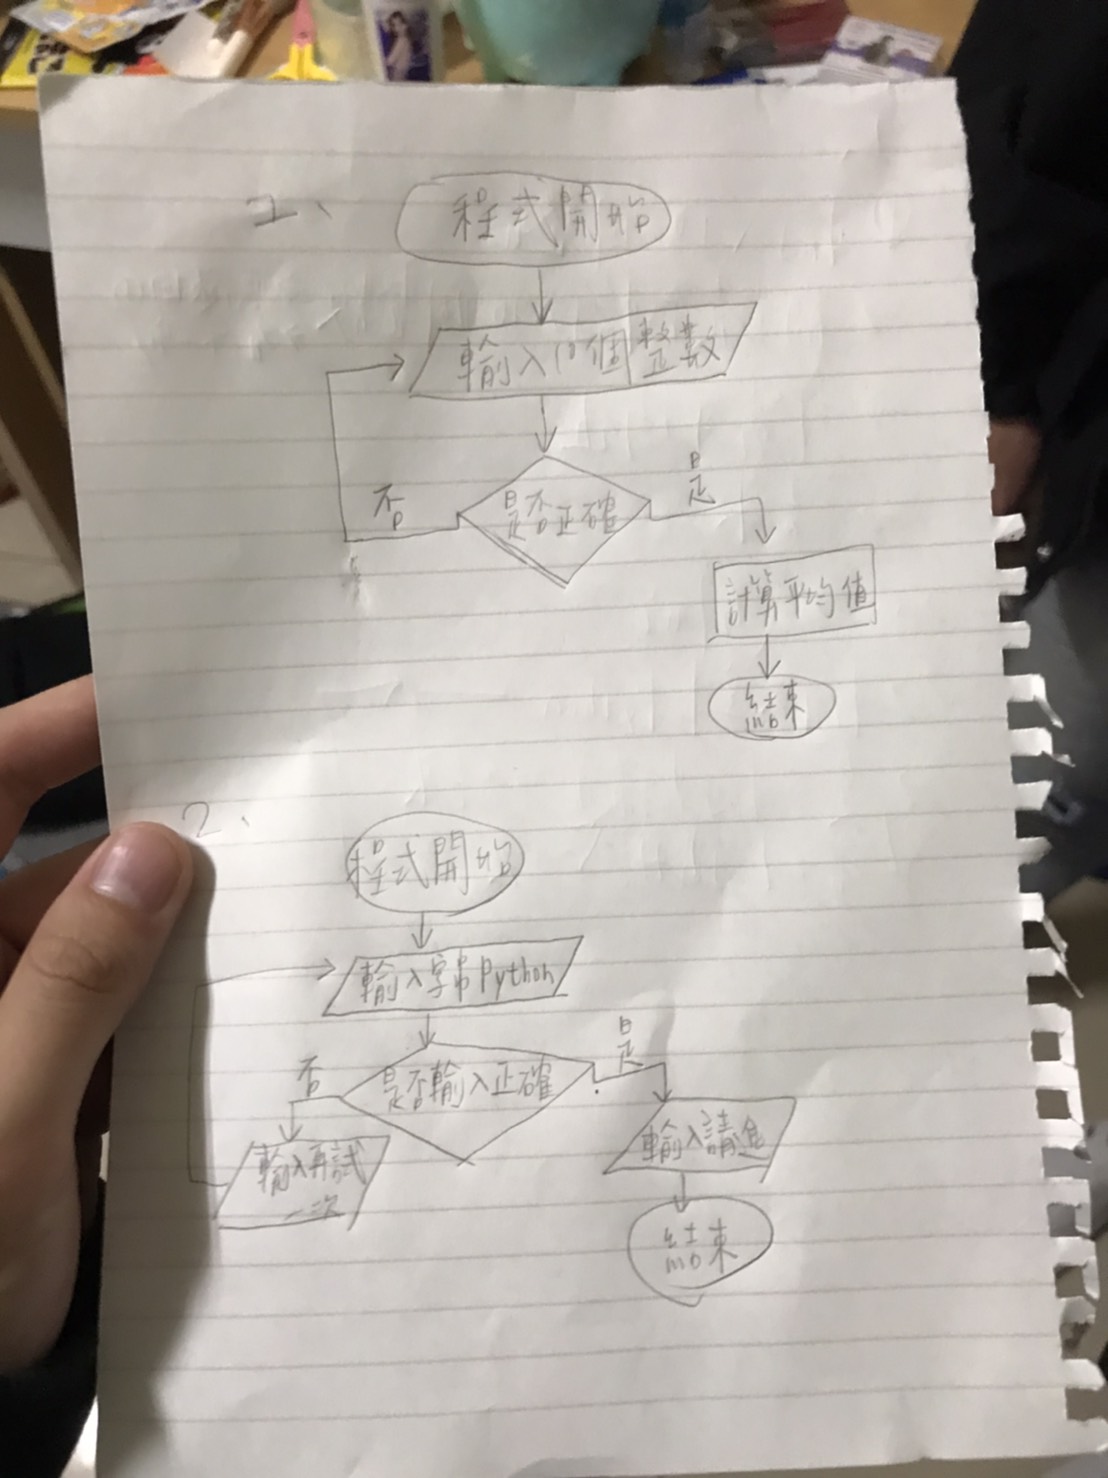 1、
程式開始
輸入10個整數
是否正確
否
是
計算平均值
結束
2、
程式開始
輸入字串Python
是否輸入正確
否
是
輸入再試
一次
輸入請進
結束